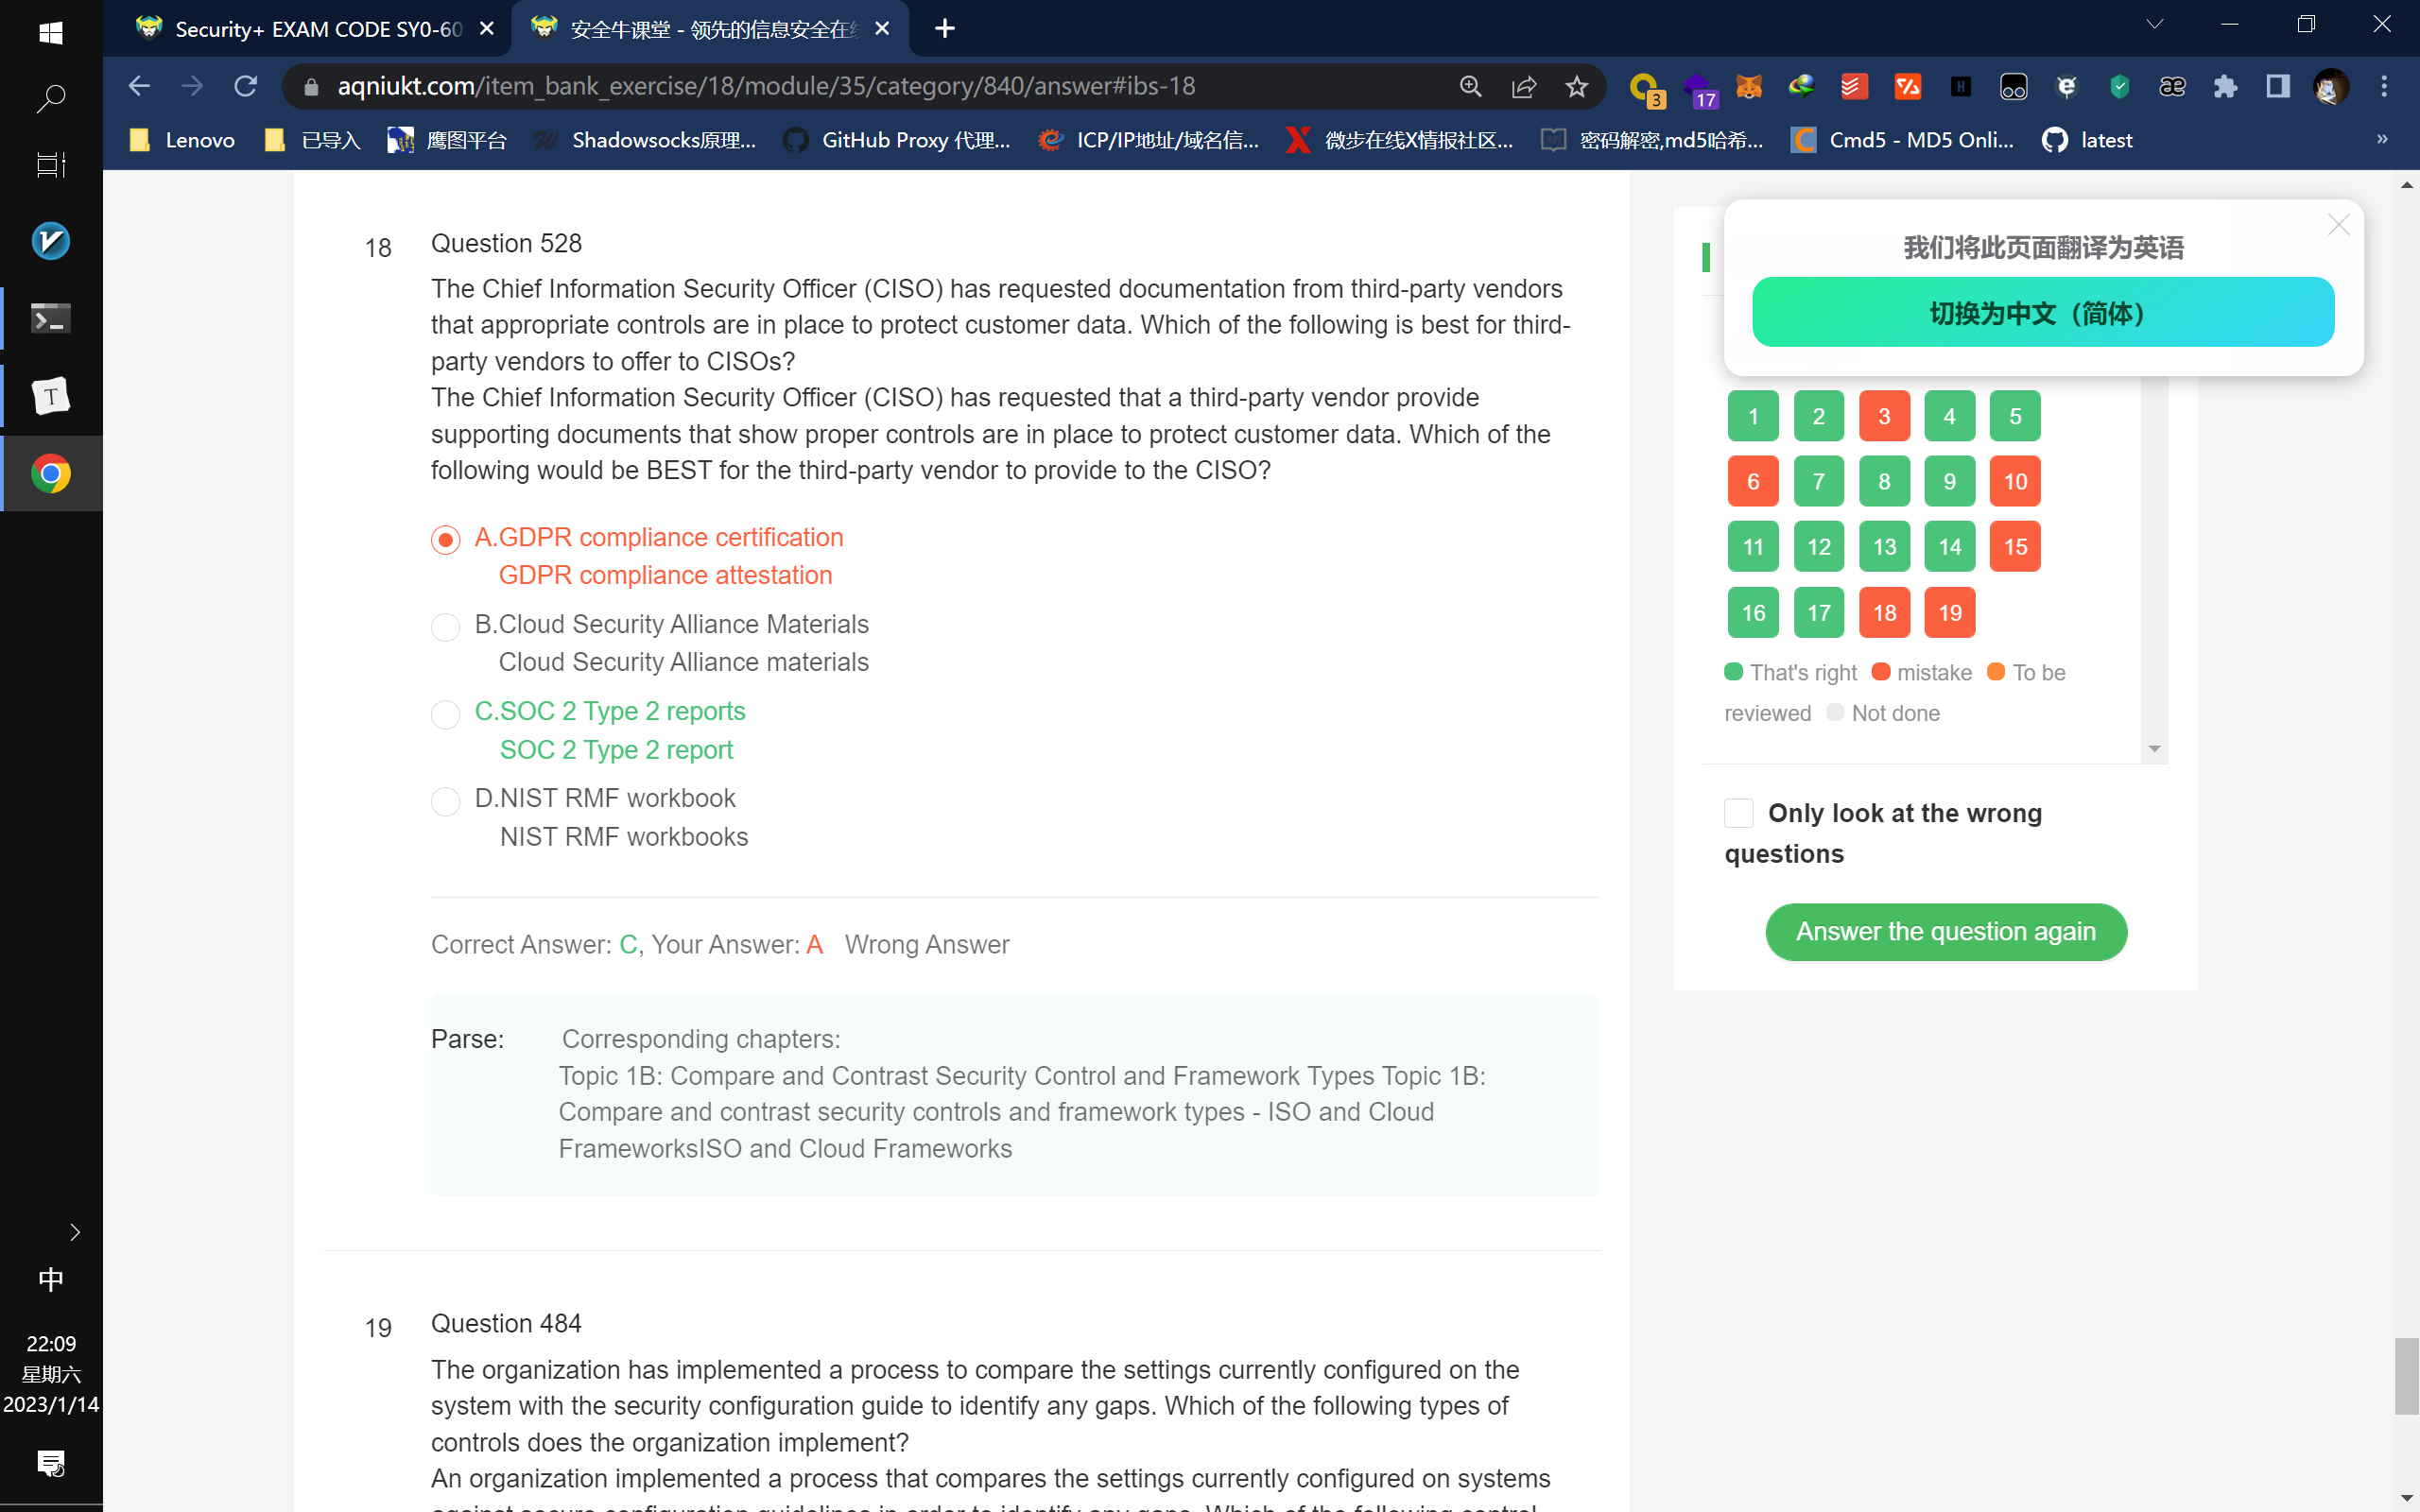 Security+ EXAM CODE SY0-60
安全牛课堂 - 领先的信息安全在
aqniukt.com/item_bank_exercise/18/module/35/category/840/answer#ibs-18
3
17
Lenovo
已导入
鹰图平台
Shadowsocks原理...
GitHub Proxy 代理...
ICP/IP地址/域名信...
微步在线X情报社区...
密码解密,md5哈希...
Cmd5 - MD5 Onli...
latest
»
18
Question 528
The Chief Information Security Officer (CISO) has requested documentation from third-party vendors
that appropriate controls are in place to protect customer data. Which of the following is best for third-
party vendors to offer to CISOs?
The Chief Information Security Officer (CISO) has requested that a third-party vendor provide
supporting documents that show proper controls are in place to protect customer data. Which of the
following would be BEST for the third-party vendor to provide to the CISO?
A.GDPR compliance certification
GDPR compliance attestation
B.Cloud Security Alliance Materials
Cloud Security Alliance materials
C.SOC 2 Type 2 reports
SOC 2 Type 2 report
D.NIST RMF workbook
NIST RMF workbooks
Correct Answer: C, Your Answer: A Wrong Answer
Parse:
Corresponding chapters:
Topic 1B: Compare and Contrast Security Control and Framework Types Topic 1B:
Compare and contrast security controls and framework types - ISO and Cloud
FrameworksISO and Cloud Frameworks
19
Question 484
The organization has implemented a process to compare the settings currently configured on the
system with the security configuration guide to identify any gaps. Which of the following types of
controls does the organization implement?
An organization implemented a process that compares the settings currently configured on systems
against secure configuration guidelines in order to identify any gaps. Which of the following control
我们将此页面翻译为英语
切换为中文（简体）
1 2 3 4 5
6 7 8 9 10
11 12 13 14 15
16 17 18 19
That's right mistake To be
reviewed Not done
Only look at the wrong
questions
Answer the question again
中
22:09
星期六
2023/1/14